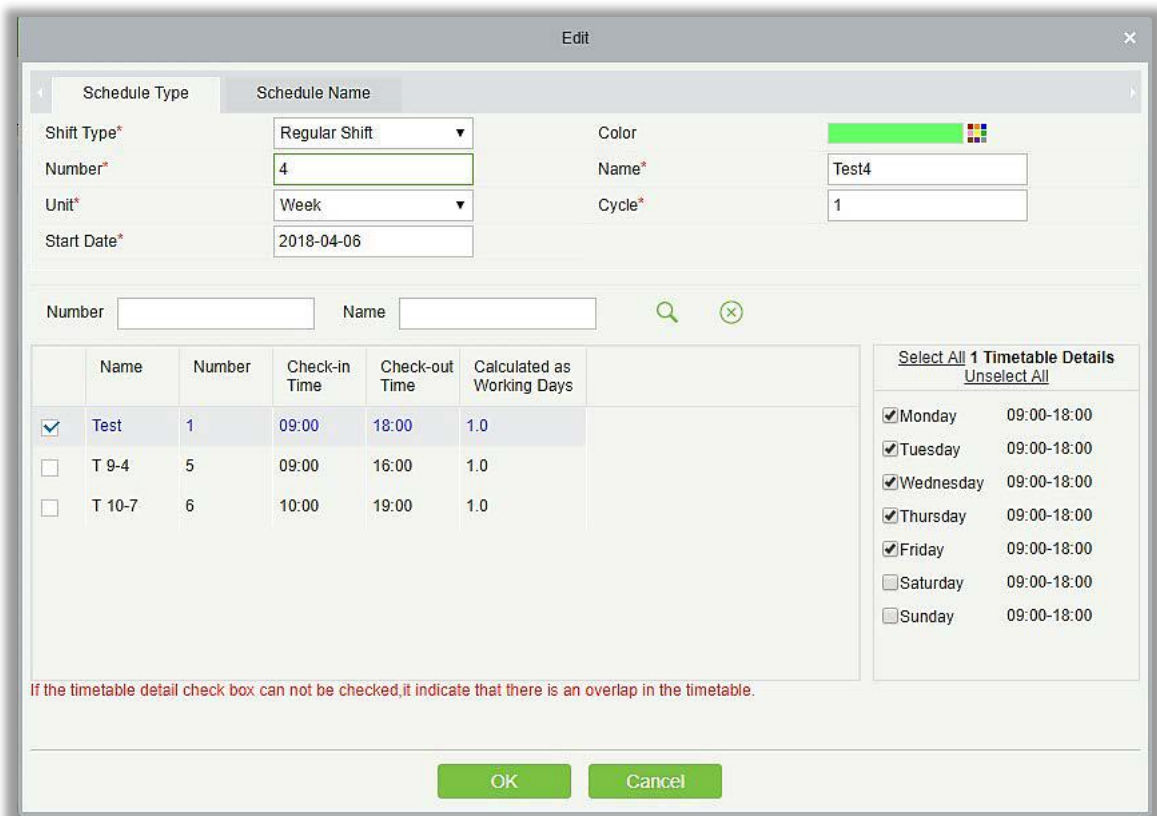 Edit
Schedule Type Schedule Name
Shift Type* Regular Shift Color
Number* 4 Name* Test4
Unit* Week Cycle* 1
Start Date* 2018-04-06
Number Name
Name Number Check-in Time Check-out Time Calculated as Working Days
Test 1 09:00 18:00 1.0
T 9-4 5 09:00 16:00 1.0
T 10-7 6 10:00 19:00 1.0
Select All 1 Timetable Details
Unselect All
Monday 09:00-18:00
Tuesday 09:00-18:00
Wednesday 09:00-18:00
Thursday 09:00-18:00
Friday 09:00-18:00
Saturday 09:00-18:00
Sunday 09:00-18:00
If the timetable detail check box can not be checked,it indicate that there is an overlap in the timetable.
OK Cancel